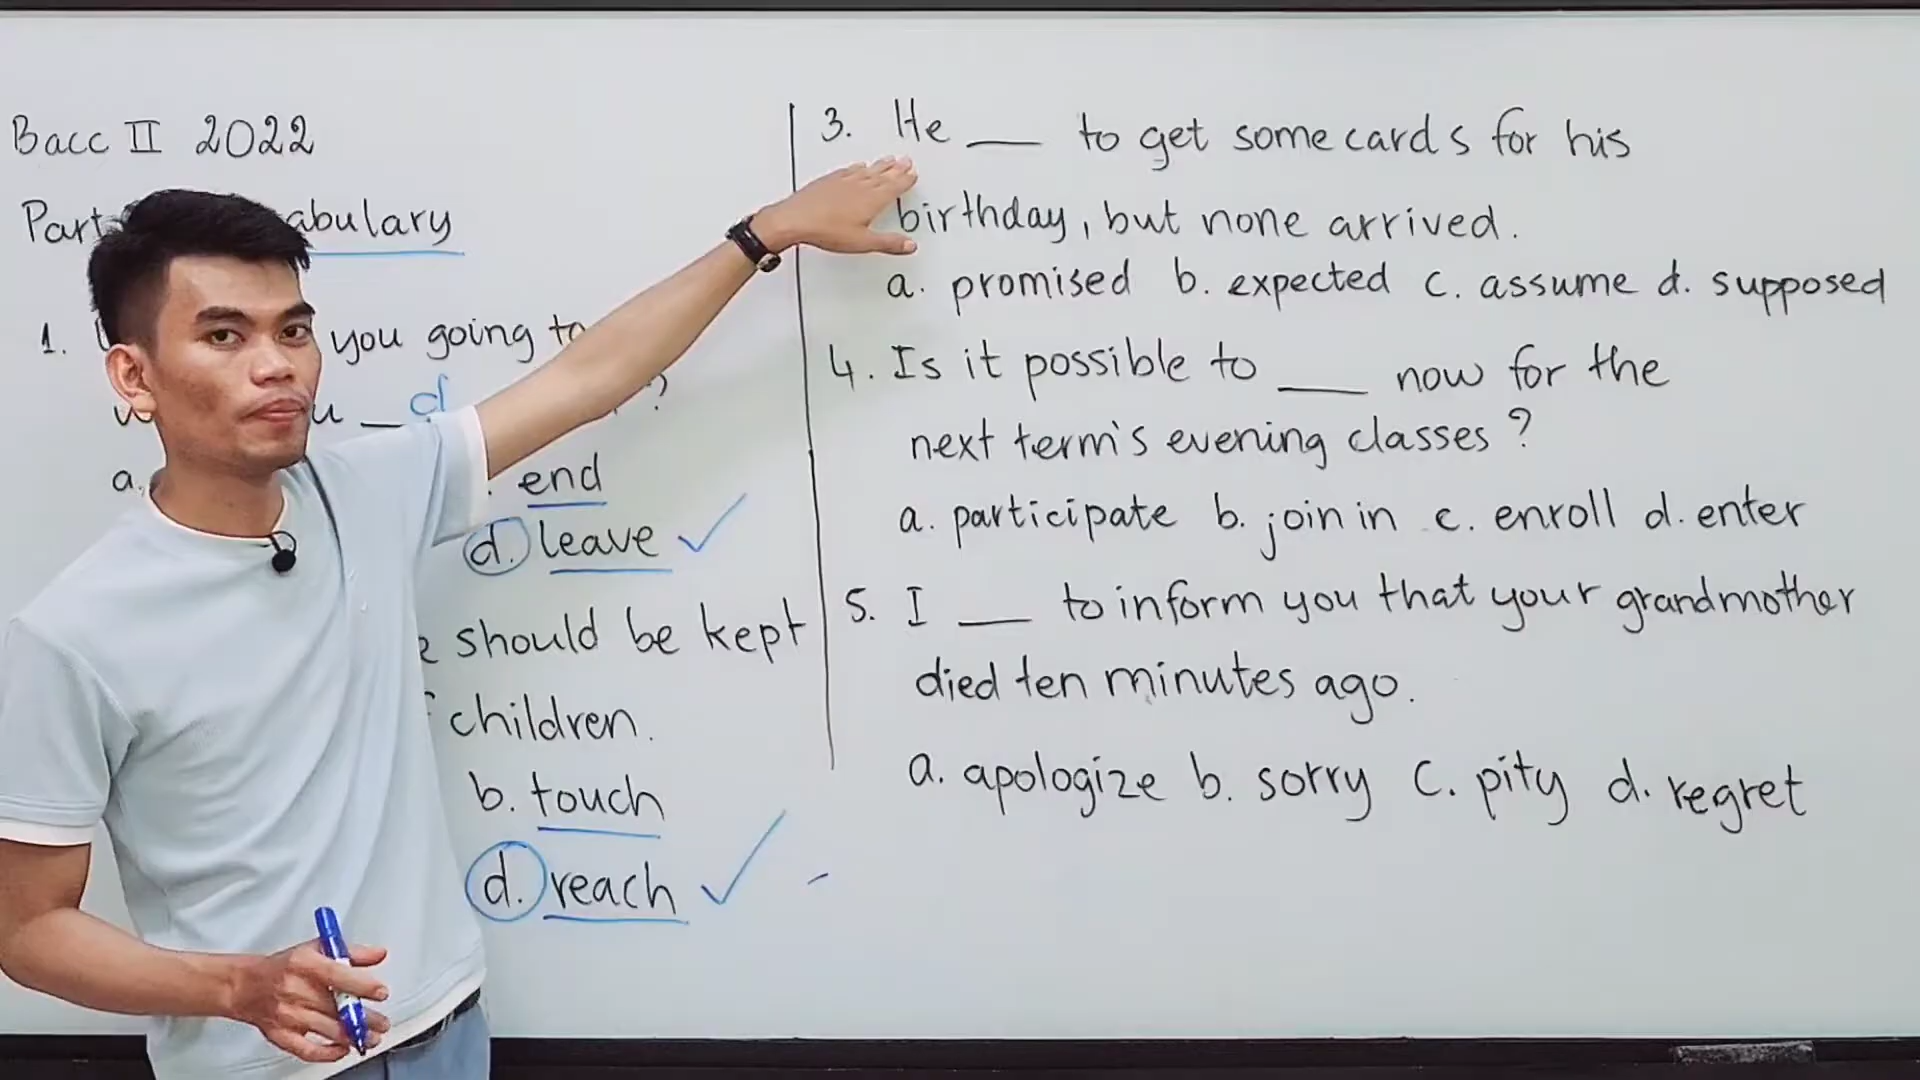 Bacc II 2022
Part abulary
1. you going to
d ?
a. end
d. leave ✓
should be kept
children.
b. touch
d. reach ✓
3. He ___ to get some cards for his
birthday, but none arrived.
a. promised b. expected c. assume d. supposed
4. Is it possible to ___ now for the
next term's evening classes?
a. participate b. join in c. enroll d. enter
5. I ___ to inform you that your grandmother
died ten minutes ago.
a. apologize b. sorry c. pity d. regret